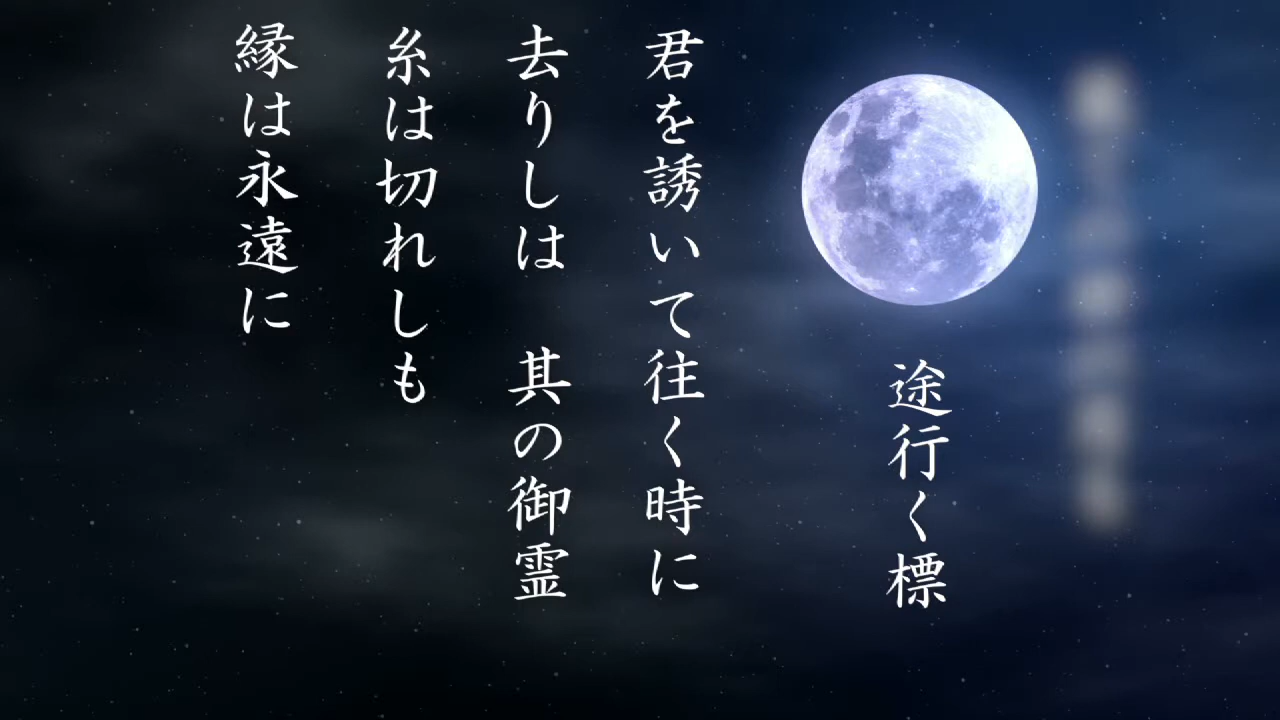 途行く標
君を誘いて往く時に
去りしは　其の御霊
糸は切れしも
縁は永遠に